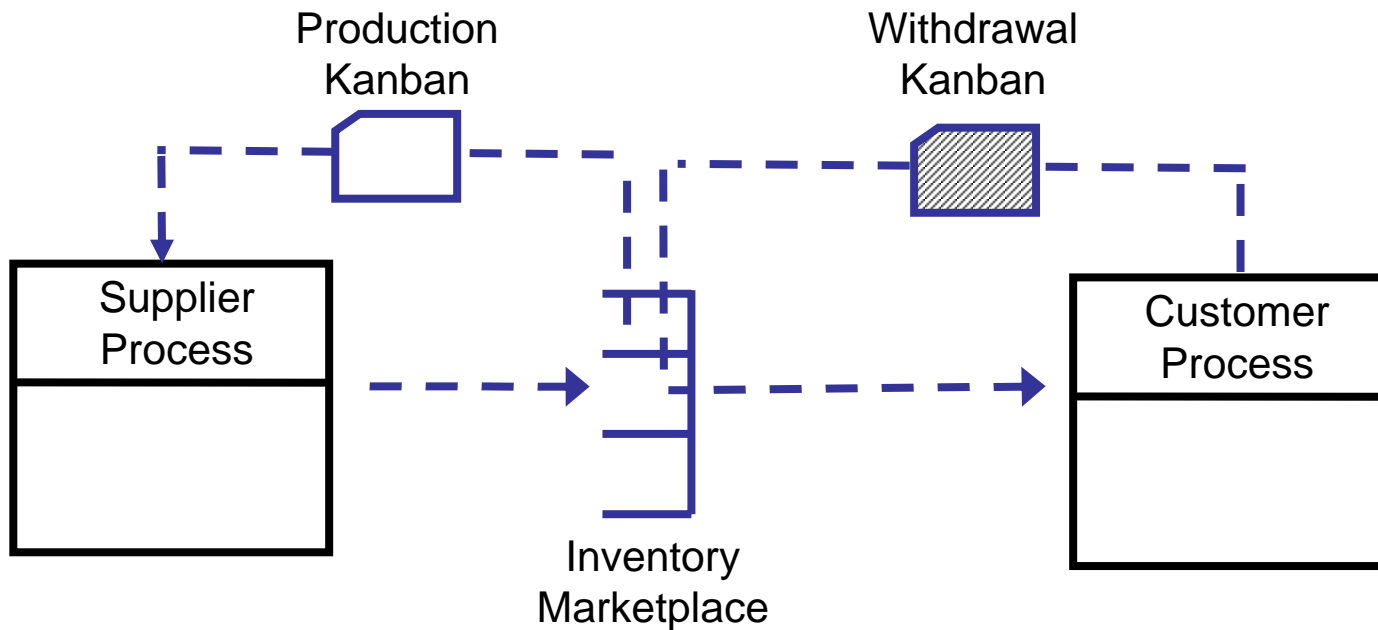 Production
Kanban
Withdrawal
Kanban
Supplier
Process
Customer
Process
Inventory
Marketplace